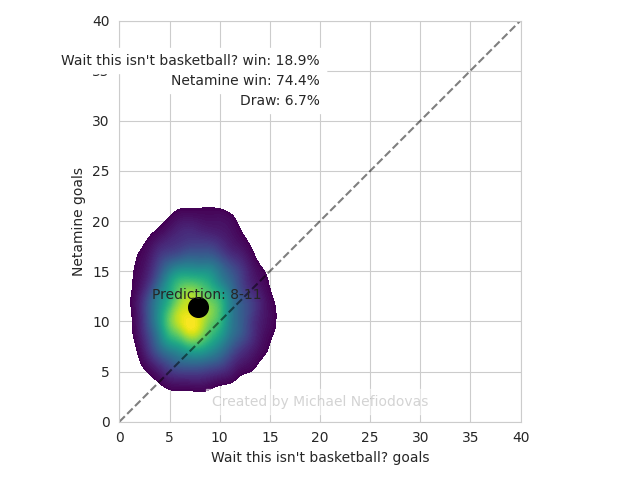 40
Wait this isn't basketball? win: 18.9%
Netamine win: 74.4%
Draw: 6.7%
30
25
20
15
10
5
0
Netamine goals
Prediction: 8-11
Created by Michael Nefiodovas
0 5 10 15 20 25 30 35 40
Wait this isn't basketball? goals